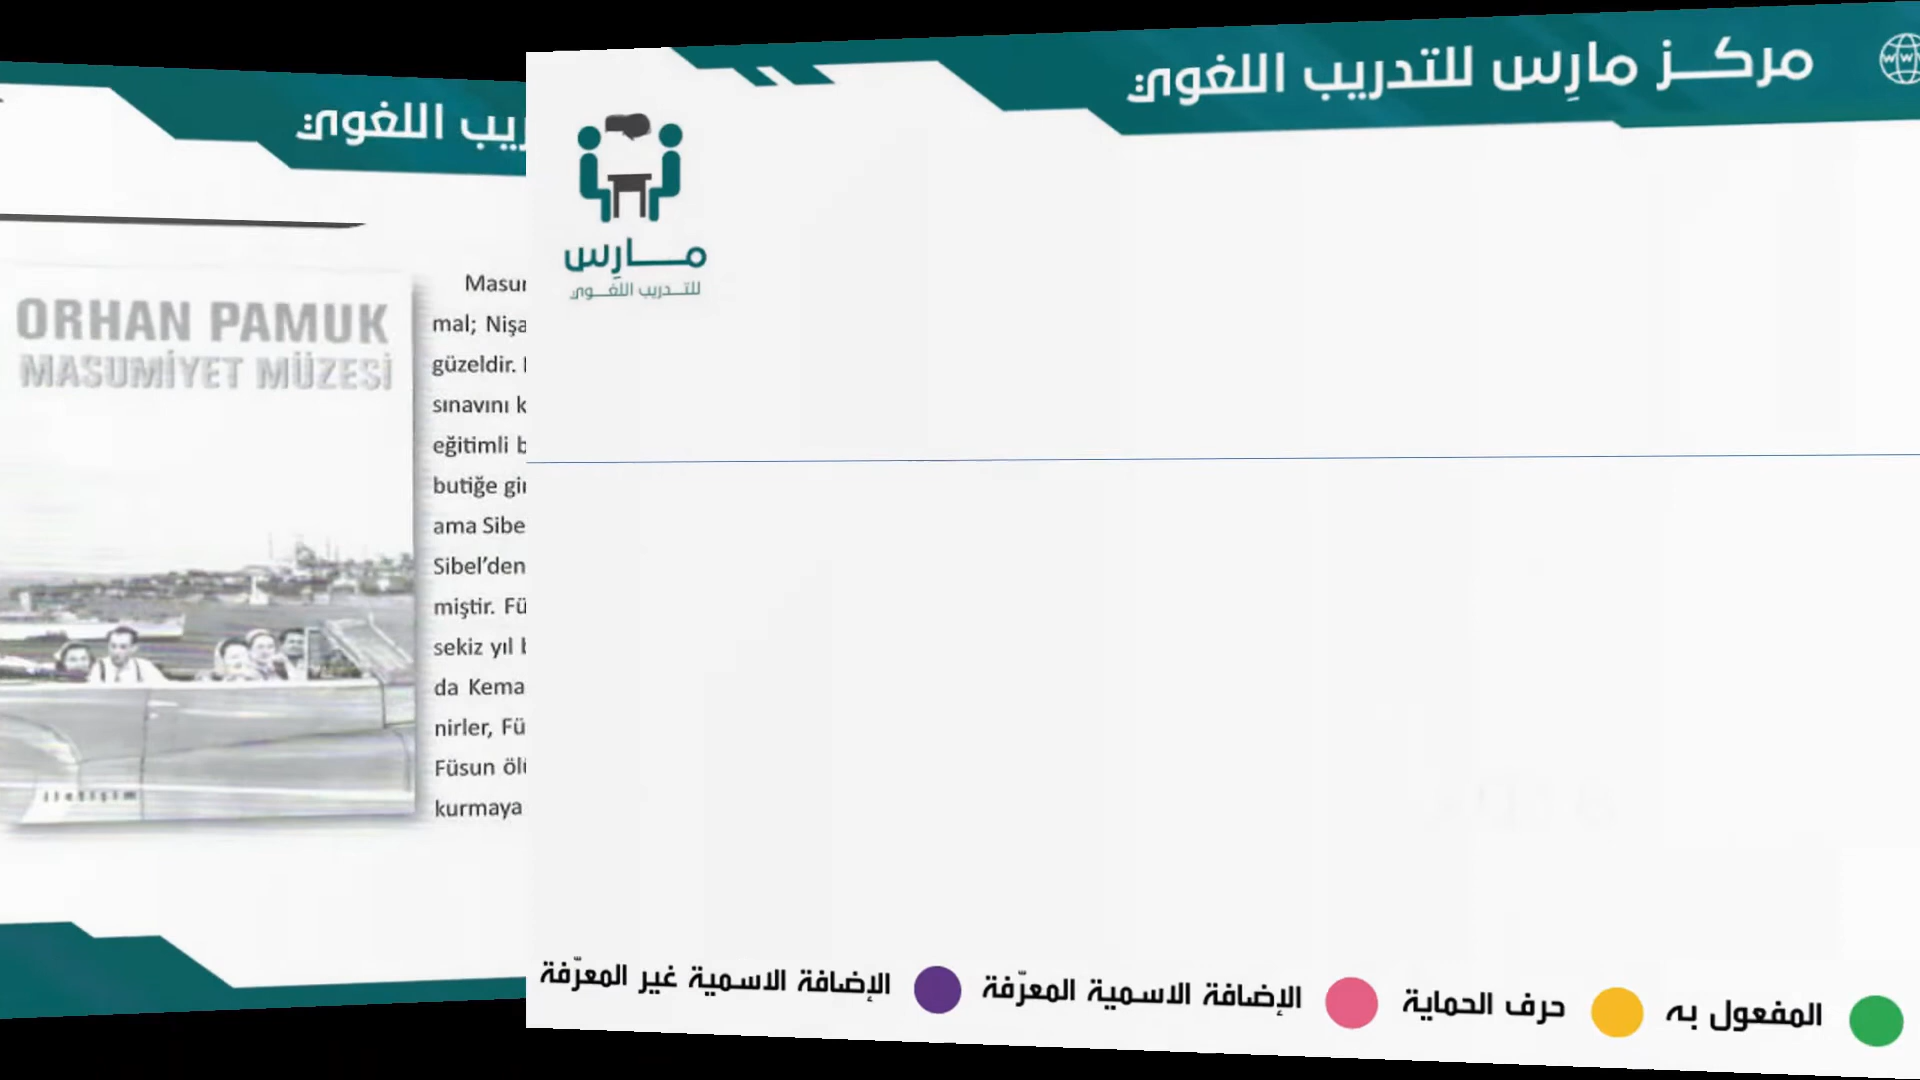 يب اللغوي
ORHAN PAMUK
MASUMİYET MÜZESİ
iletişim
Masu
mal; Nişa
güzeldir.
sınavını k
eğitimli b
butiğe gi
ama Sibe
Sibel’den
miştir. Fü
sekiz yıl b
da Kema
nirler, Fü
Füsun öl
kurmaya
مركـــز مارِس للتدريب اللغوي
مـــارِس
للتـــدريب اللغـــوي
المفعول به
حرف الحماية
الإضافة الاسمية المعرّفة
الإضافة الاسمية غير المعرّفة